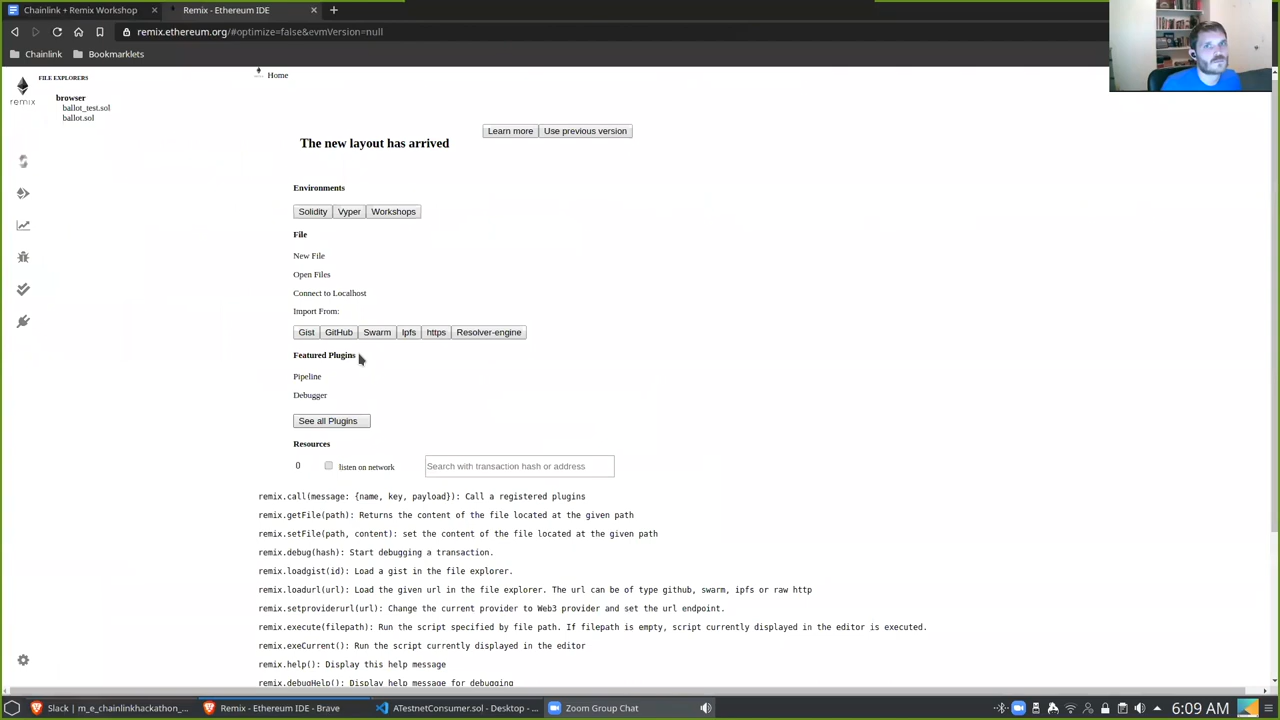 Chainlink + Remix Workshop
Remix - Ethereum IDE
remix.ethereum.org/#optimize=false&evmVersion=null
Chainlink
Bookmarklets
FILE EXPLORERS
remix
browser
ballot_test.sol
ballot.sol
Home
The new layout has arrived
Learn more
Use previous version
Environments
Solidity
Vyper
Workshops
File
New File
Open Files
Connect to Localhost
Import From:
Gist
GitHub
Swarm
Ipfs
https
Resolver-engine
Featured Plugins
Pipeline
Debugger
See all Plugins
Resources
0
listen on network
Search with transaction hash or address
remix.call(message: {name, key, payload}): Call a registered plugins
remix.getFile(path): Returns the content of the file located at the given path
remix.setFile(path, content): set the content of the file located at the given path
remix.debug(hash): Start debugging a transaction.
remix.loadgist(id): Load a gist in the file explorer.
remix.loadurl(url): Load the given url in the file explorer. The url can be of type github, swarm, ipfs or raw http
remix.setproviderurl(url): Change the current provider to Web3 provider and set the url endpoint.
remix.execute(filepath): Run the script specified by file path. If filepath is empty, script currently displayed in the editor is executed.
remix.exeCurrent(): Run the script currently displayed in the editor
remix.help(): Display this help message
remix.debugHelp(): Display help message for debugging
Slack | m_e_chainlinkhackathon_...
Remix - Ethereum IDE - Brave
ATestnetConsumer.sol - Desktop - ...
Zoom Group Chat
6:09 AM